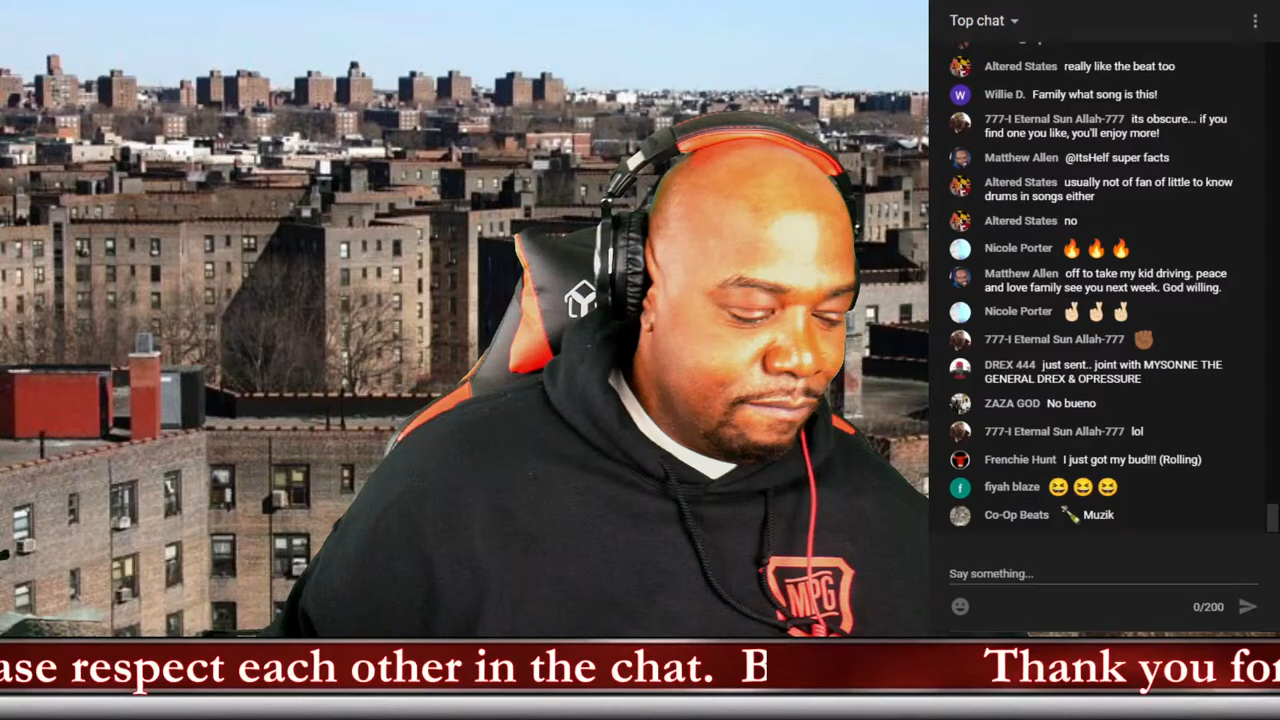 Top chat
Altered States really like the beat too
Willie D. Family what song is this!
777-I Eternal Sun Allah-777 its obscure... if you
find one you like, you'll enjoy more!
Matthew Allen @ItsHelf super facts
Altered States usually not of fan of little to know
drums in songs either
Altered States no
Nicole Porter 🔥 🔥 🔥
Matthew Allen off to take my kid driving. peace
and love family see you next week. God willing.
Nicole Porter 🤞🏻 🤞🏻 🤞🏻
777-I Eternal Sun Allah-777 ✊🏾
DREX 444 just sent.. joint with MYSONNE THE
GENERAL DREX & OPRESSURE
ZAZA GOD No bueno
777-I Eternal Sun Allah-777 lol
Frenchie Hunt I just got my bud!!! (Rolling)
fiyah blaze 😆 😆 😆
Co-Op Beats 🍾 Muzik
Say something...
0/200
MPG
ase respect each other in the chat. B Thank you for